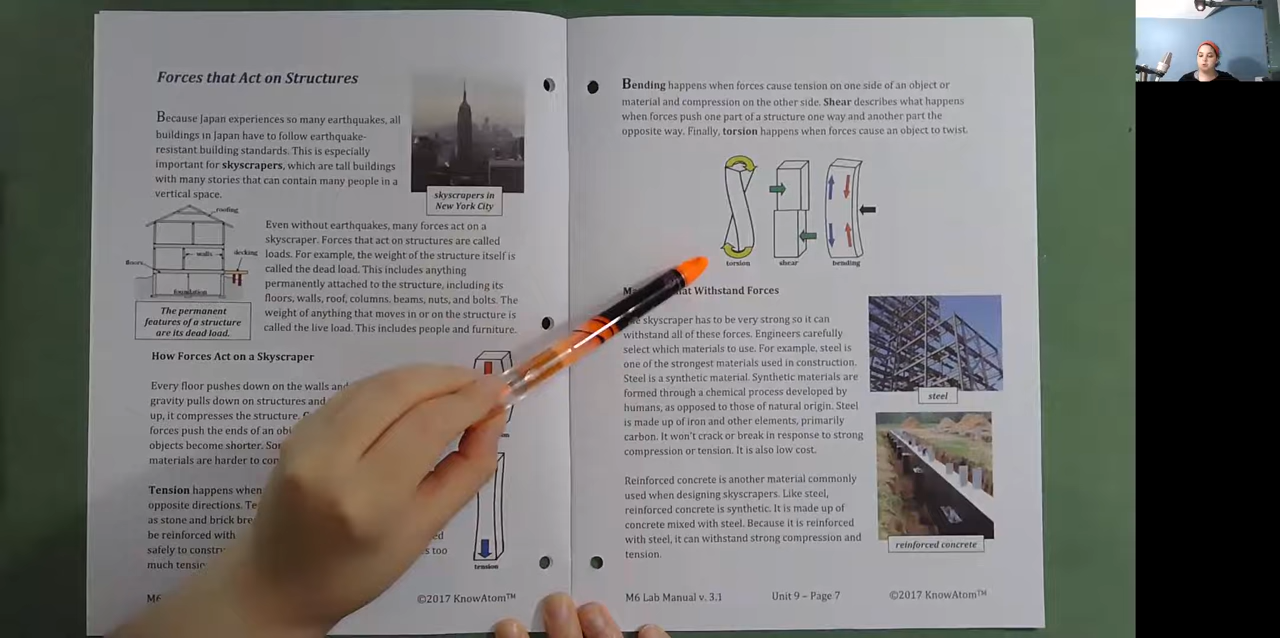 Forces that Act on Structures
Because Japan experiences so many earthquakes, all
buildings in Japan have to follow earthquake-
resistant building standards. This is especially
important for skyscrapers, which are tall buildings
with many stories that can contain many people in a
vertical space.
skyscrapers in
New York City
roofing
walls
decking
floors
foundation
The permanent
features of a structure
are its dead load.
Even without earthquakes, many forces act on a
skyscraper. Forces that act on structures are called
loads. For example, the weight of the structure itself is
called the dead load. This includes anything
permanently attached to the structure, including its
floors, walls, roof, columns, beams, nuts, and bolts. The
weight of anything that moves in or on the structure is
called the live load. This includes people and furniture.
How Forces Act on a Skyscraper
Every floor pushes down on the walls and
gravity pulls down on structures and
up, it compresses the structure.
forces push the ends of an
objects become shorter.
materials are harder to
Tension happens when
opposite directions.
as stone and brick
be reinforced with
safely to
much
too
tension
M6
©2017 KnowAtom™
Bending happens when forces cause tension on one side of an object or
material and compression on the other side. Shear describes what happens
when forces push one part of a structure one way and another part the
opposite way. Finally, torsion happens when forces cause an object to twist.
torsion
shear
bending
that Withstand Forces
skyscraper has to be very strong so it can
withstand all of these forces. Engineers carefully
select which materials to use. For example, steel is
one of the strongest materials used in construction.
Steel is a synthetic material. Synthetic materials are
formed through a chemical process developed by
humans, as opposed to those of natural origin. Steel
is made up of iron and other elements, primarily
carbon. It won't crack or break in response to strong
compression or tension. It is also low cost.
steel
Reinforced concrete is another material commonly
used when designing skyscrapers. Like steel,
reinforced concrete is synthetic. It is made up of
concrete mixed with steel. Because it is reinforced
with steel, it can withstand strong compression and
tension.
reinforced concrete
M6 Lab Manual v. 3.1
Unit 9 – Page 7
©2017 KnowAtom™